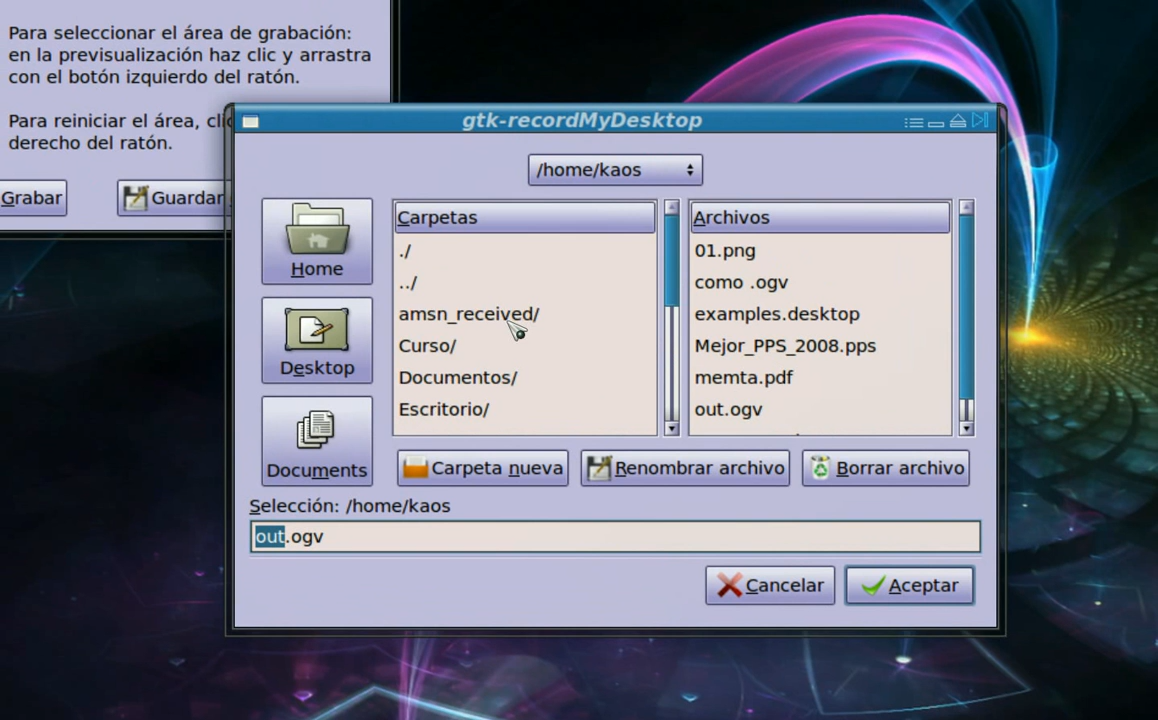 Para seleccionar el área de grabación:
en la previsualización haz clic y arrastra
con el botón izquierdo del ratón.
Para reiniciar el área,
derecho del ratón.
Grabar
Guardar
gtk-recordMyDesktop
/home/kaos
Home
Desktop
Documents
Carpetas
./
../
amsn_received/
Curso/
Documentos/
Escritorio/
Archivos
01.png
como .ogv
examples.desktop
Mejor_PPS_2008.pps
memta.pdf
out.ogv
Carpeta nueva
Renombrar archivo
Borrar archivo
Selección: /home/kaos
out.ogv
Cancelar
Aceptar